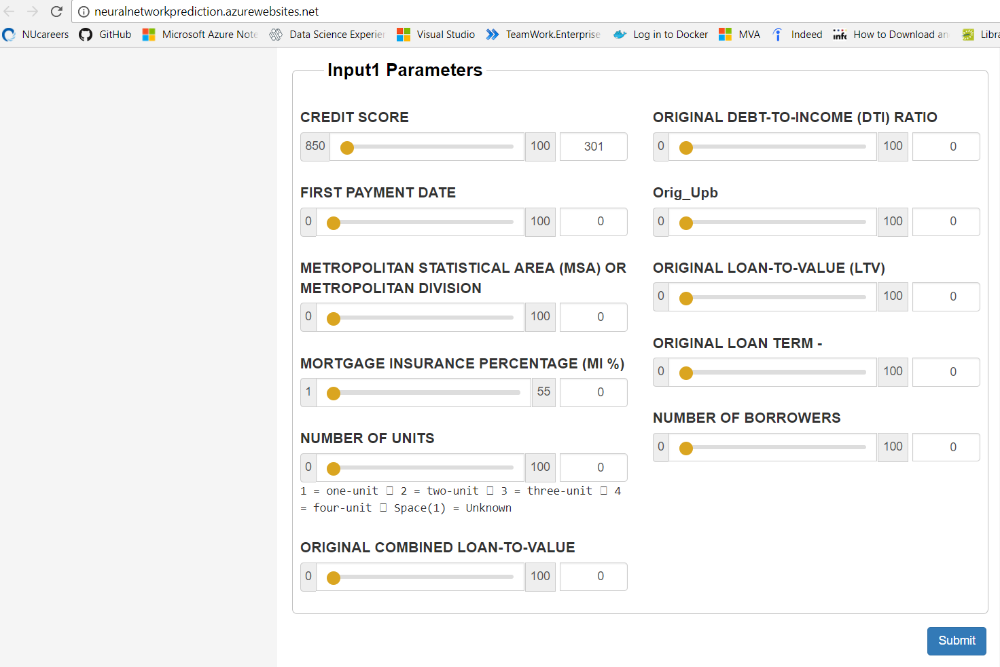 neuralnetworkprediction.azurewebsites.net
NUcareers GitHub Microsoft Azure Note Data Science Experien Visual Studio TeamWork.Enterprise Log in to Docker MVA Indeed How to Download an Libra
Input1 Parameters
CREDIT SCORE
850 100 301
FIRST PAYMENT DATE
0 100 0
METROPOLITAN STATISTICAL AREA (MSA) OR
METROPOLITAN DIVISION
0 100 0
MORTGAGE INSURANCE PERCENTAGE (MI %)
1 55 0
NUMBER OF UNITS
0 100 0
1 = one-unit 2 = two-unit 3 = three-unit 4
= four-unit Space(1) = Unknown
ORIGINAL COMBINED LOAN-TO-VALUE
0 100 0
ORIGINAL DEBT-TO-INCOME (DTI) RATIO
0 100 0
Orig_Upb
0 100 0
ORIGINAL LOAN-TO-VALUE (LTV)
0 100 0
ORIGINAL LOAN TERM -
0 100 0
NUMBER OF BORROWERS
0 100 0
Submit